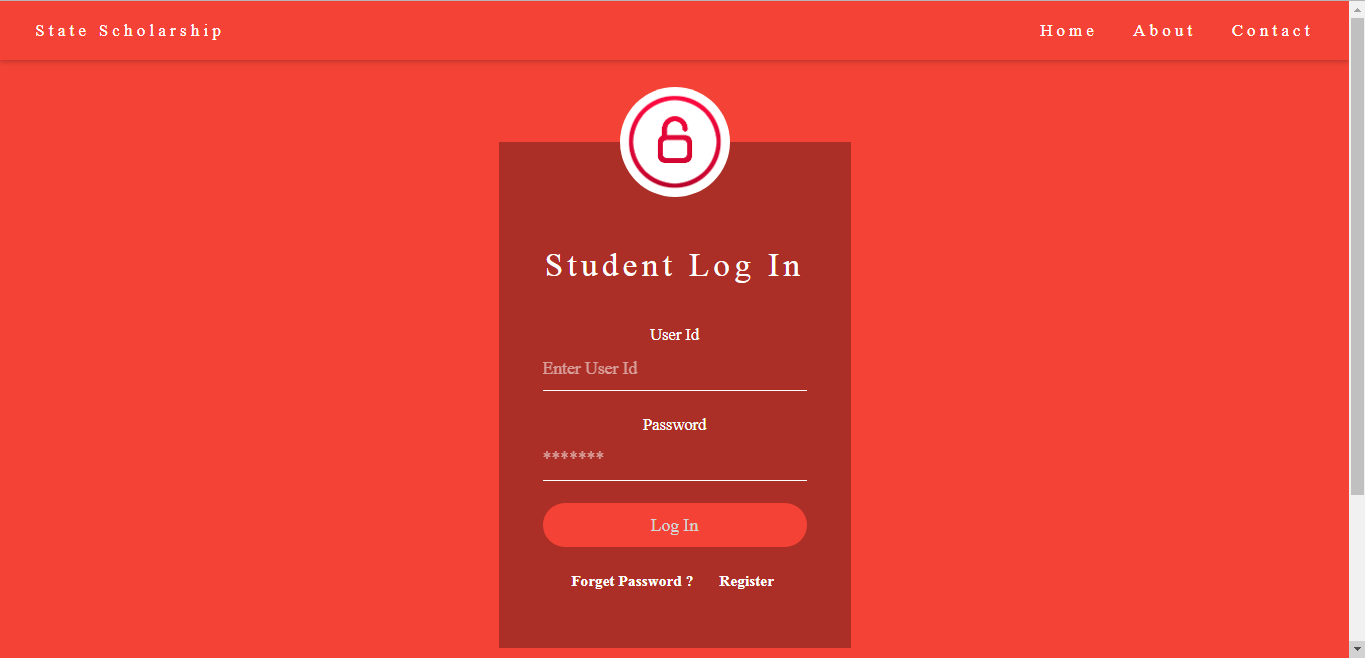 State Scholarship Home About Contact
Student Log In
User Id
Enter User Id
Password
*******
Log In
Forget Password ? Register